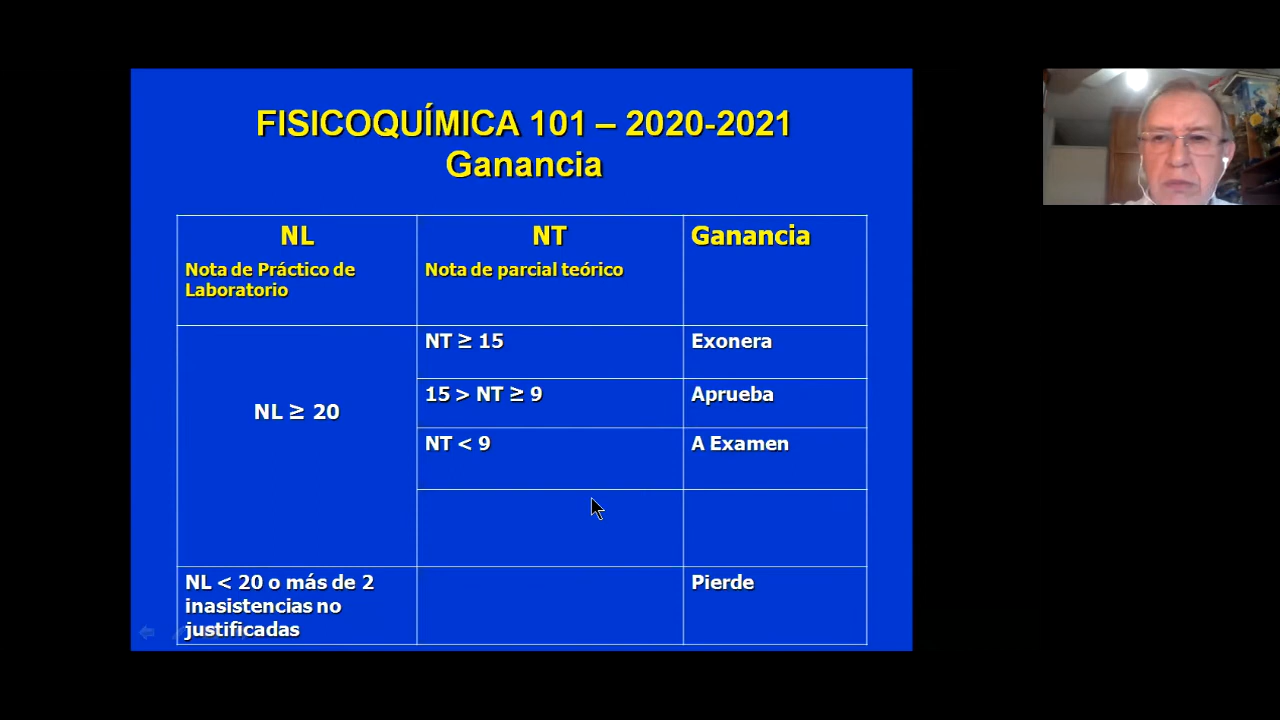 FISICOQUÍMICA 101 – 2020-2021
Ganancia
NL
Nota de Práctico de
Laboratorio
NT
Nota de parcial teórico
Ganancia
NL ≥ 20
NT ≥ 15
Exonera
15 > NT ≥ 9
Aprueba
NT < 9
A Examen
NL < 20 o más de 2
inasistencias no
justificadas
Pierde